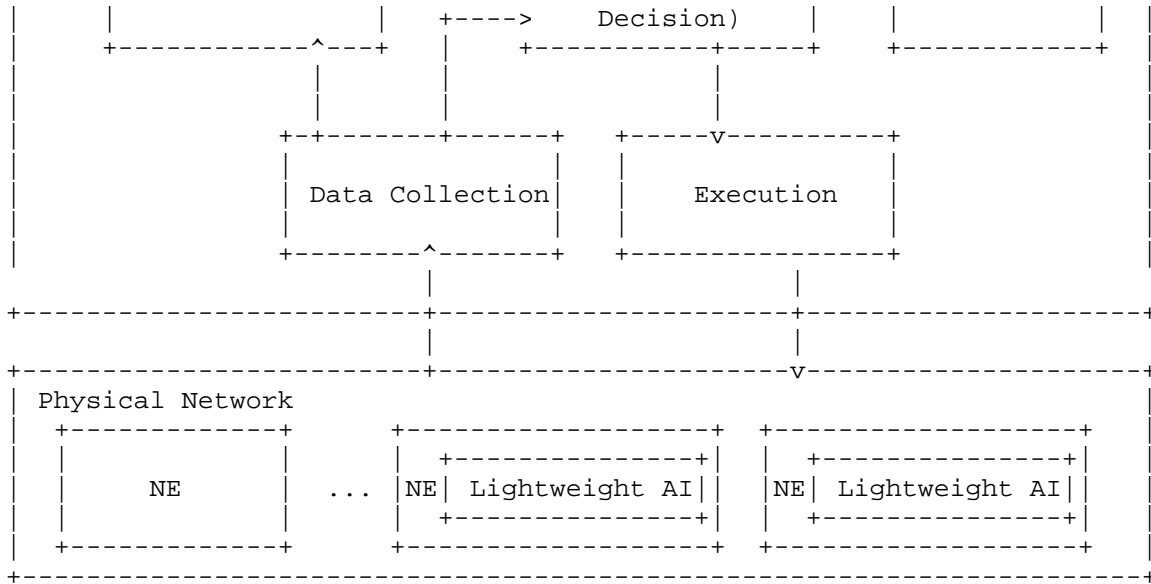 Decision)
Data Collection Execution
Physical Network
NE ... NE Lightweight AI NE Lightweight AI